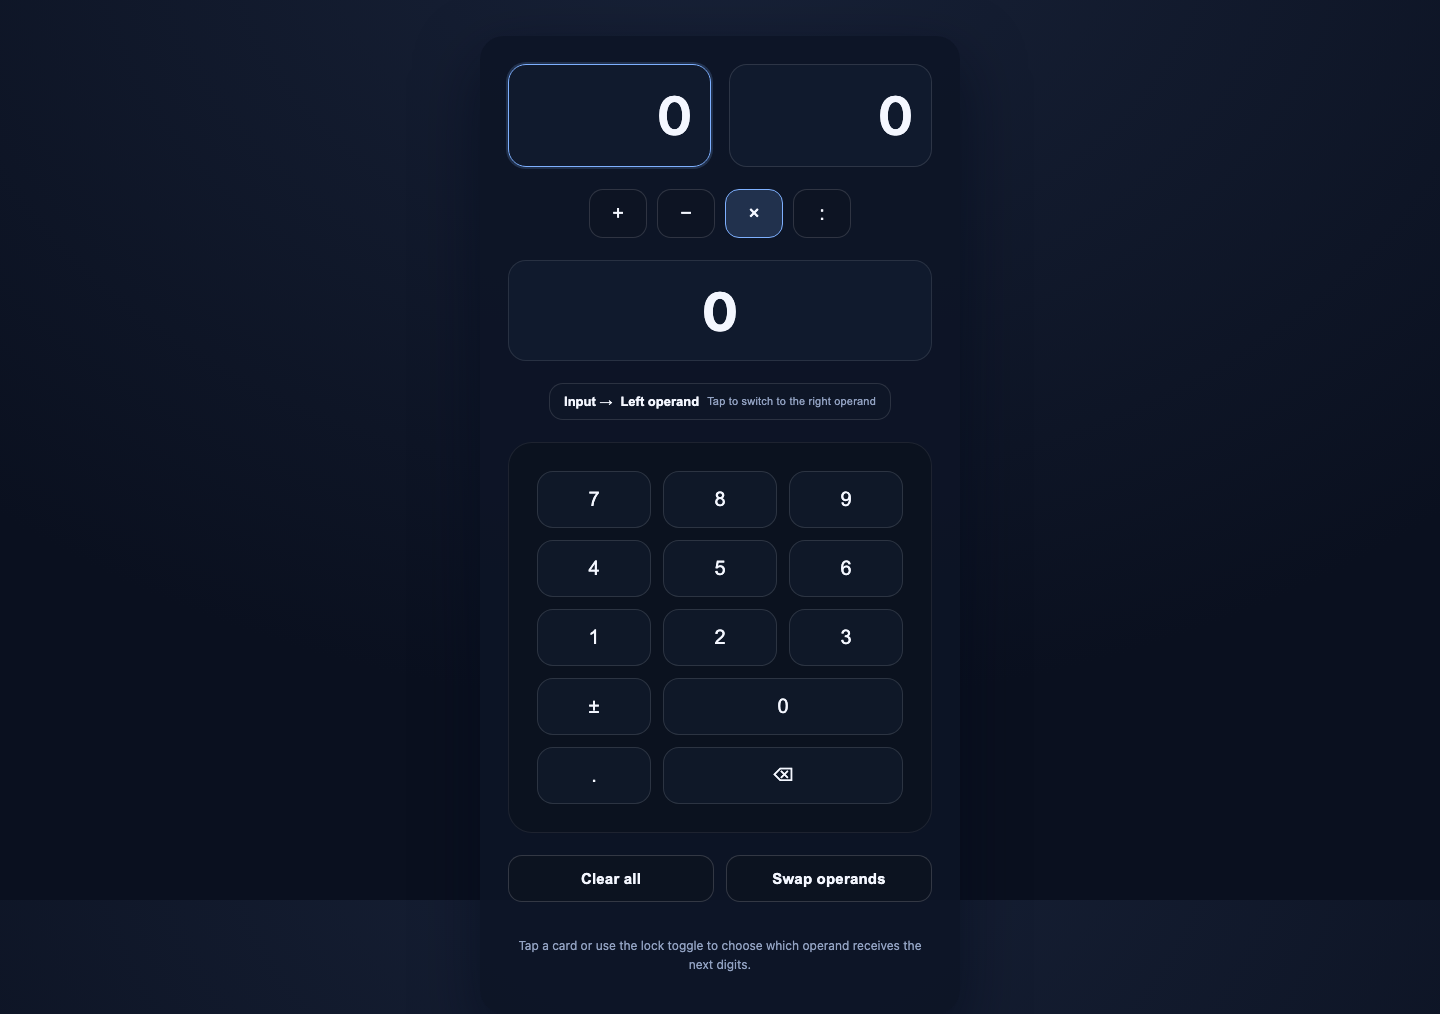 0 0
+ − × :
0
Input → Left operand Tap to switch to the right operand
7 8 9
4 5 6
1 2 3
± 0
. ⌫
Clear all Swap operands
Tap a card or use the lock toggle to choose which operand receives the
next digits.